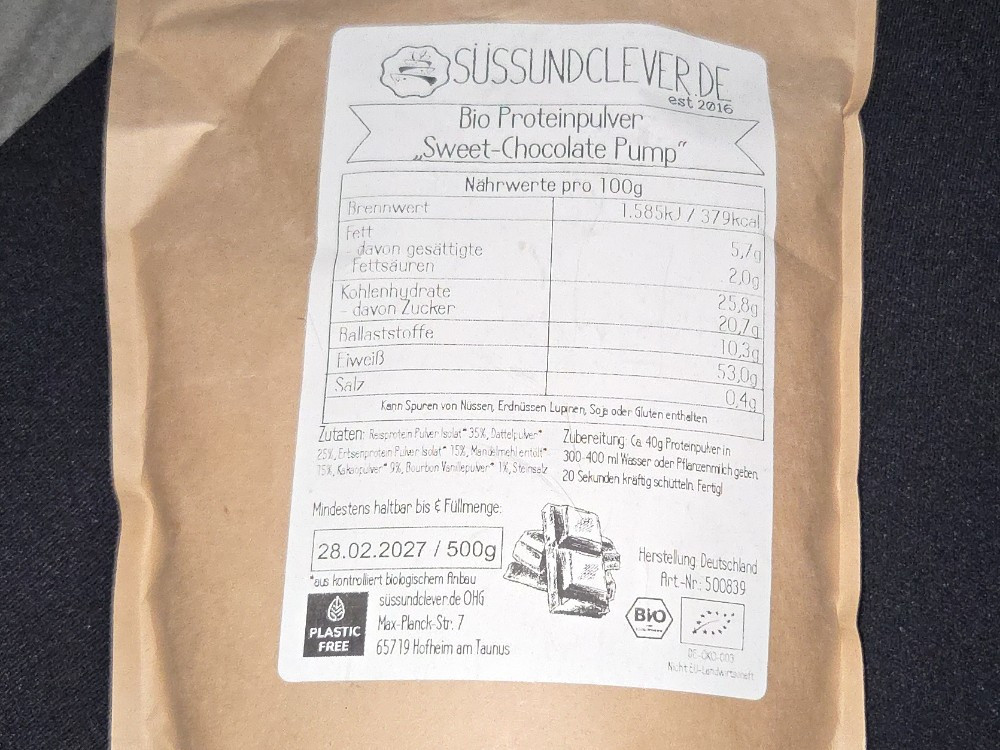 SÜSSUNDCLEVER.DE
est 2016
Bio Proteinpulver
„Sweet-Chocolate Pump“
Nährwerte pro 100g
Brennwert 1.585kJ / 379kcal
Fett 5,7g
- davon gesättigte
Fettsäuren 2,0g
Kohlenhydrate 25,8g
- davon Zucker 20,7g
Ballaststoffe 10,3g
Eiweiß 53,0g
Salz 0,4g
Kann Spuren von Nüssen, Erdnüssen Lupinen, Soja oder Gluten enthalten
Zutaten: Reisprotein Pulver Isolat* 35%, Dattelpulver*
25%, Erbsenprotein Pulver Isolat* 15%, Mandelmehl entölt*
15%, Kakaopulver* 9%, Bourbon Vanillepulver* 1%, Steinsalz
Zubereitung: Ca. 40g Proteinpulver in
300-400 ml Wasser oder Pflanzenmilch geben,
20 Sekunden kräftig schütteln. Fertig!
Mindestens haltbar bis & Füllmenge:
28.02.2027 / 500g
*aus kontrolliert biologischem Anbau
süssundclever.de OHG
Max-Planck-Str. 7
65719 Hofheim am Taunus
PLASTIC
FREE
Herstellung: Deutschland
Art.-Nr.: 500839
BiO
DE-ÖKO-003
Nicht EU-Landwirtschaft